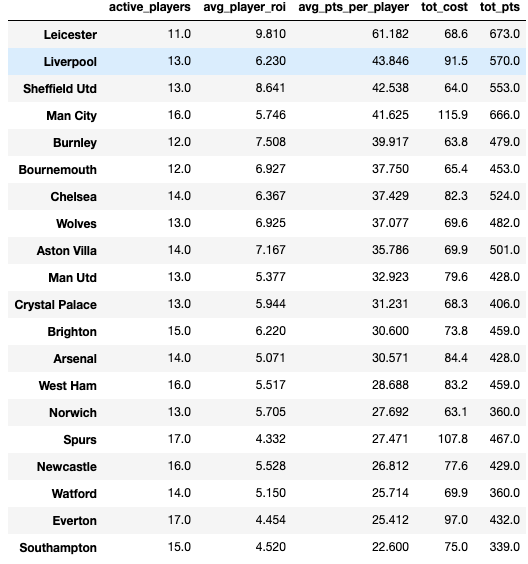 active_players avg_player_roi avg_pts_per_player tot_cost tot_pts
Leicester 11.0 9.810 61.182 68.6 673.0
Liverpool 13.0 6.230 43.846 91.5 570.0
Sheffield Utd 13.0 8.641 42.538 64.0 553.0
Man City 16.0 5.746 41.625 115.9 666.0
Burnley 12.0 7.508 39.917 63.8 479.0
Bournemouth 12.0 6.927 37.750 65.4 453.0
Chelsea 14.0 6.367 37.429 82.3 524.0
Wolves 13.0 6.925 37.077 69.6 482.0
Aston Villa 14.0 7.167 35.786 69.9 501.0
Man Utd 13.0 5.377 32.923 79.6 428.0
Crystal Palace 13.0 5.944 31.231 68.3 406.0
Brighton 15.0 6.220 30.600 73.8 459.0
Arsenal 14.0 5.071 30.571 84.4 428.0
West Ham 16.0 5.517 28.688 83.2 459.0
Norwich 13.0 5.705 27.692 63.1 360.0
Spurs 17.0 4.332 27.471 107.8 467.0
Newcastle 16.0 5.528 26.812 77.6 429.0
Watford 14.0 5.150 25.714 69.9 360.0
Everton 17.0 4.454 25.412 97.0 432.0
Southampton 15.0 4.520 22.600 75.0 339.0